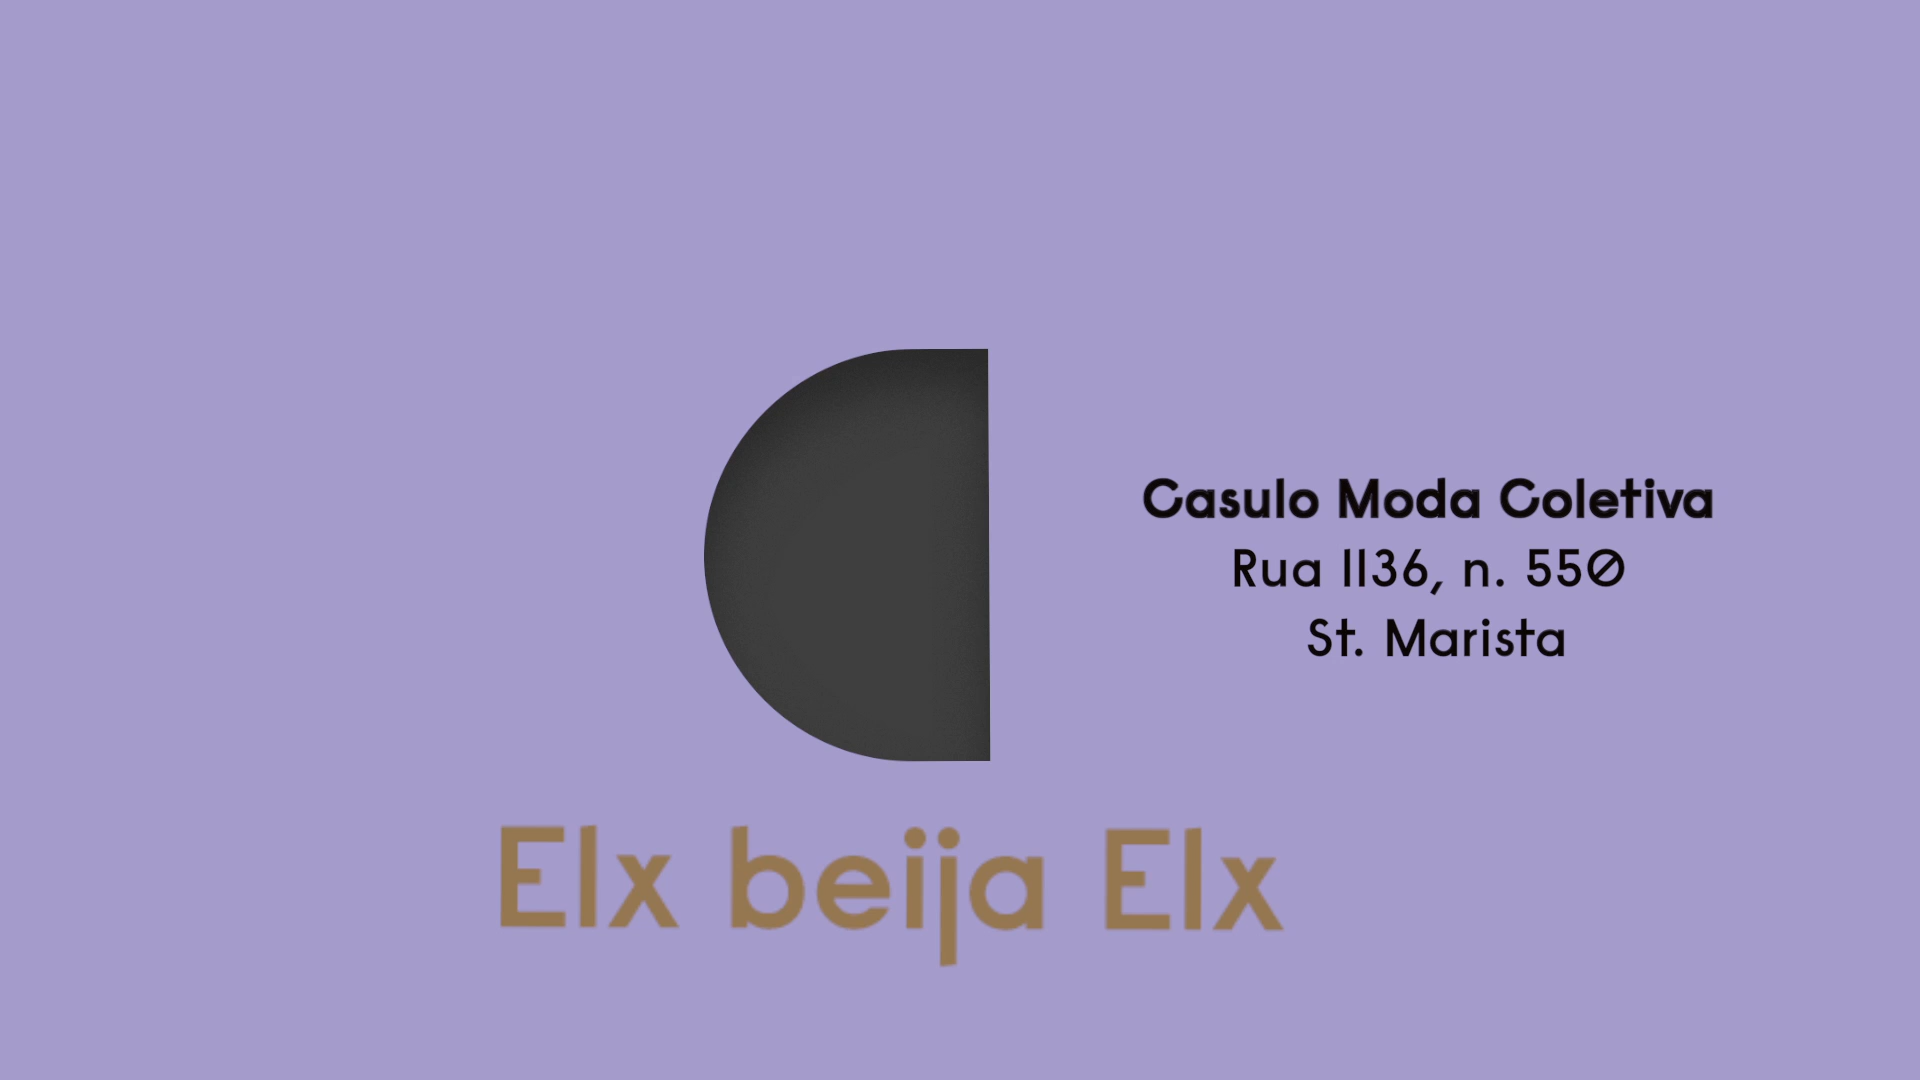 Casulo Moda Coletiva
Rua 1136, n. 550
St. Marista
Elx beija Elx